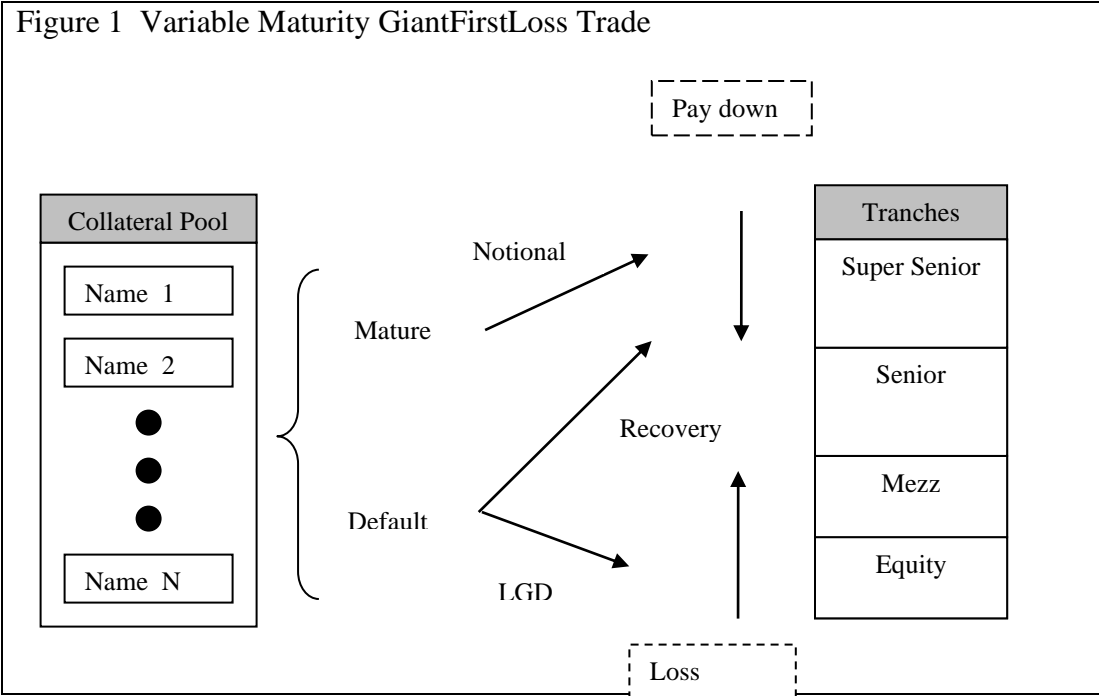 Figure 1 Variable Maturity GiantFirstLoss Trade
Pay down
Collateral Pool
Name 1
Name 2
Name N
Notional
Mature
Recovery
Default
LGD
Loss
Tranches
Super Senior
Senior
Mezz
Equity